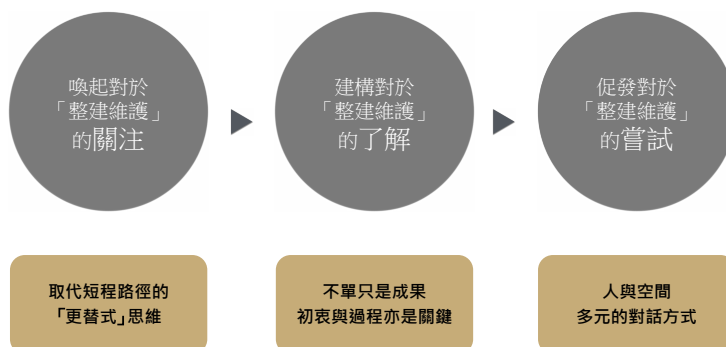 喚起對於
「整建維護」
的關注
建構對於
「整建維護」
的了解
促發對於
「整建維護」
的嘗試
取代短程路徑的
「更替式」思維
不單只是成果
初衷與過程亦是關鍵
人與空間
多元的對話方式